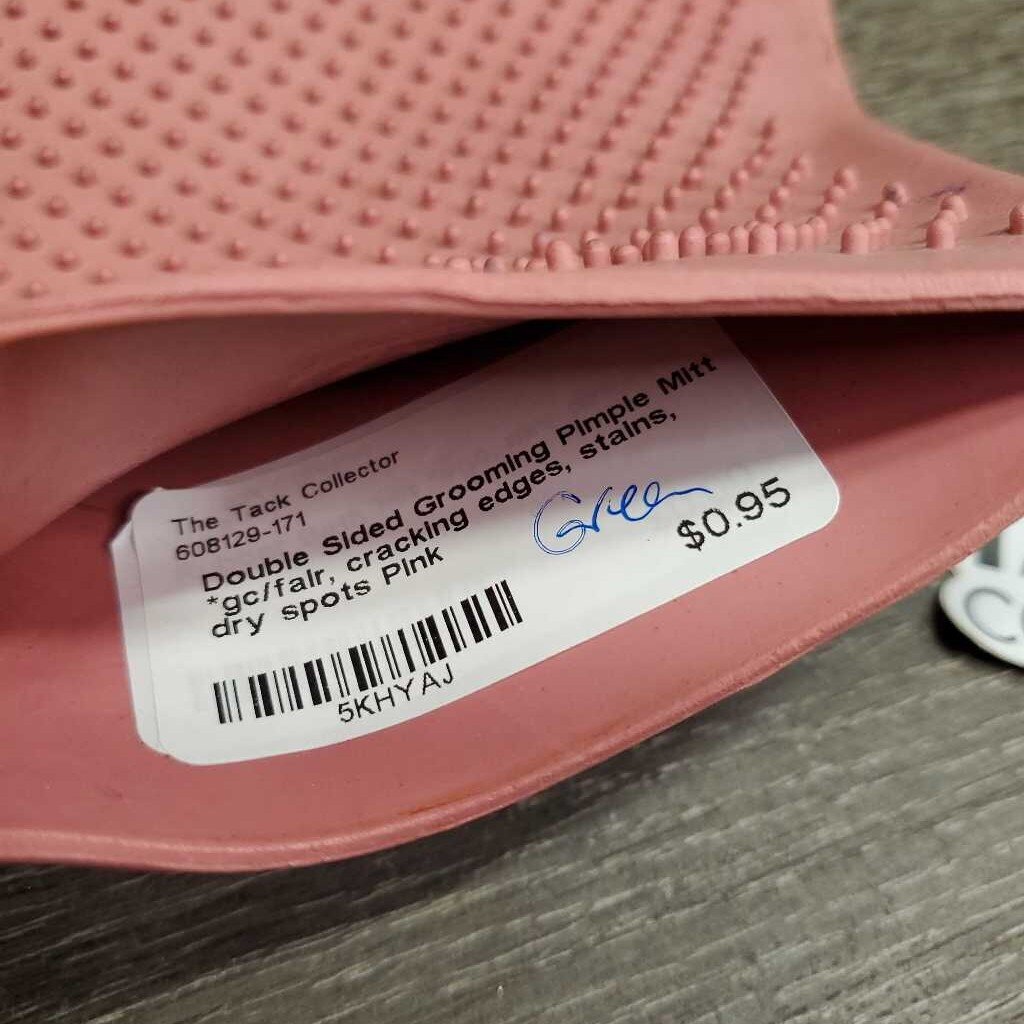 The Tack Collector
608129-171
Double Sided Grooming Pimple Mitt
*gc/fair, cracking edges, stains,
dry spots Pink
Green
$0.95
5KHYAJ